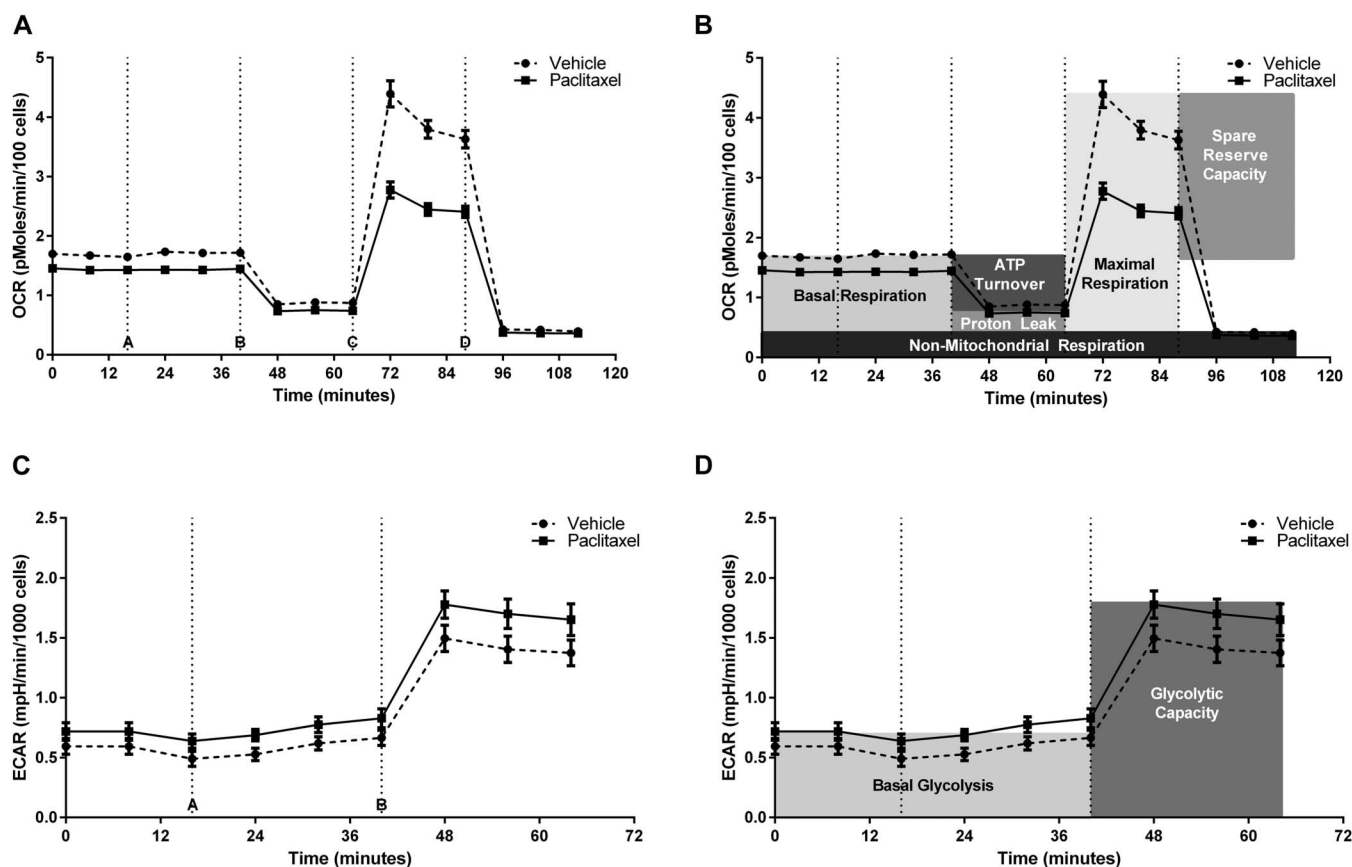 A
Vehicle
Paclitaxel
OCR (pMoles/min/100 cells)
5
4
3
2
1
0
A
B
C
D
0
12
24
36
48
60
72
84
96
108
120
Time (minutes)
B
Vehicle
Paclitaxel
OCR (pMoles/min/100 cells)
5
4
3
2
1
0
Spare
Reserve
Capacity
ATP
Turnover
Maximal
Respiration
Basal Respiration
Proton Leak
Non-Mitochondrial Respiration
0
12
24
36
48
60
72
84
96
108
120
Time (minutes)
C
Vehicle
Paclitaxel
ECAR (mpH/min/1000 cells)
2.5
2.0
1.5
1.0
0.5
0.0
A
B
0
12
24
36
48
60
72
Time (minutes)
D
Vehicle
Paclitaxel
ECAR (mpH/min/1000 cells)
2.5
2.0
1.5
1.0
0.5
0.0
Glycolytic
Capacity
Basal Glycolysis
0
12
24
36
48
60
72
Time (minutes)